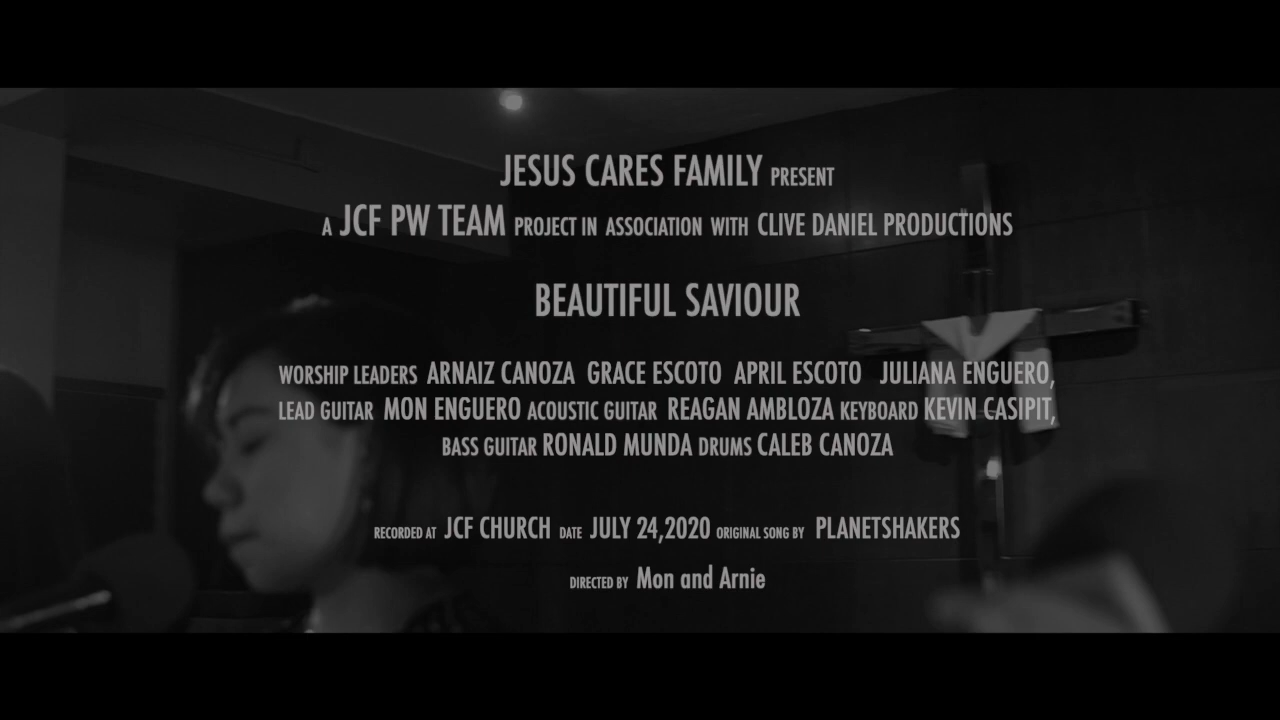 JESUS CARES FAMILY PRESENT
A JCF PW TEAM PROJECT IN ASSOCIATION WITH CLIVE DANIEL PRODUCTIONS
BEAUTIFUL SAVIOUR
WORSHIP LEADERS ARNAIZ CANOZA GRACE ESCOTO APRIL ESCOTO JULIANA ENGUERO,
LEAD GUITAR MON ENGUERO ACOUSTIC GUITAR REAGAN AMBLOZA KEYBOARD KEVIN CASIPIT,
BASS GUITAR RONALD MUNDA DRUMS CALEB CANOZA
RECORDED AT JCF CHURCH DATE JULY 24,2020 ORIGINAL SONG BY PLANETSHAKERS
DIRECTED BY Mon and Arnie